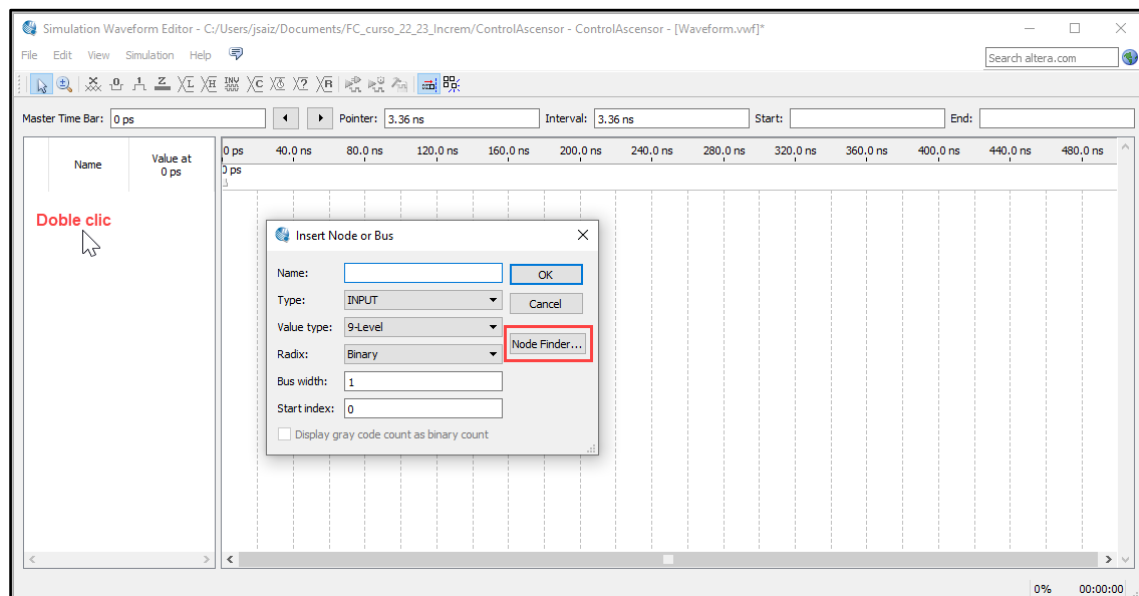 Simulation Waveform Editor - C:/Users/jsaiz/Documents/FC_curso_22_23_Increm/ControlAscensor - ControlAscensor - [Waveform.vwf]*
File Edit View Simulation Help
Search altera.com
Master Time Bar: 0 ps
Pointer: 3.36 ns
Interval: 3.36 ns
Start:
End:
Name
Value at
0 ps
0 ps 40.0 ns 80.0 ns 120.0 ns 160.0 ns 200.0 ns 240.0 ns 280.0 ns 320.0 ns 360.0 ns 400.0 ns 440.0 ns 480.0 ns
0 ps
Doble clic
Insert Node or Bus
Name:
OK
Type: INPUT
Cancel
Value type: 9-Level
Node Finder...
Radix: Binary
Bus width: 1
Start index: 0
Display gray code count as binary count
0% 00:00:00